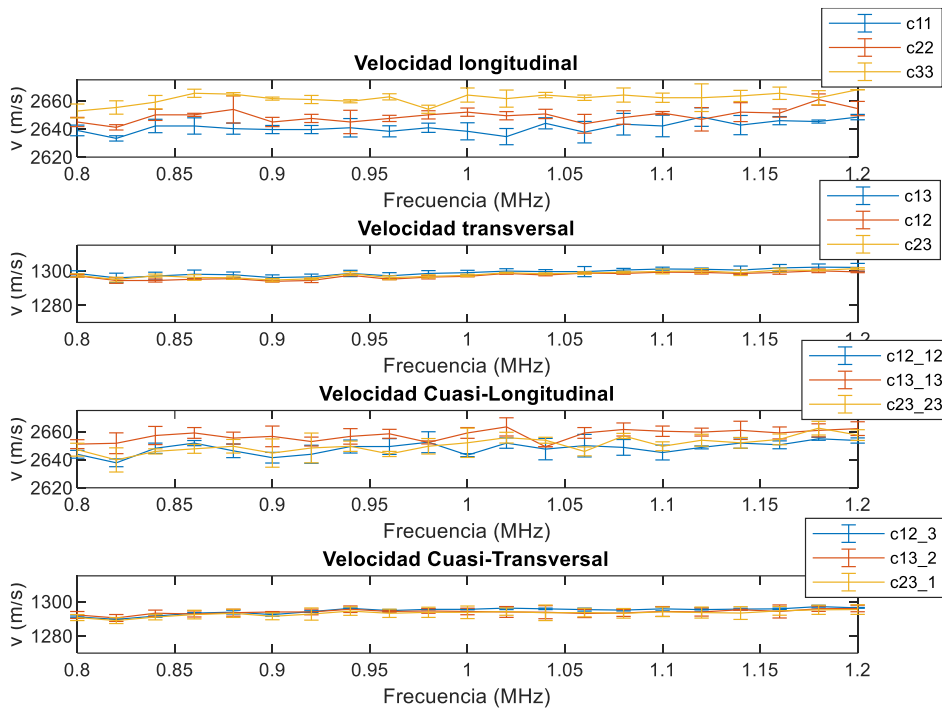 c11
c22
c33
Velocidad longitudinal
v (m/s)
2660
2640
2620
0.8 0.85 0.9 0.95 1 1.05 1.1 1.15 1.2
Frecuencia (MHz)
c13
c12
c23
Velocidad transversal
v (m/s)
1300
1280
0.8 0.85 0.9 0.95 1 1.05 1.1 1.15 1.2
Frecuencia (MHz)
c12_12
c13_13
c23_23
Velocidad Cuasi-Longitudinal
v (m/s)
2660
2640
2620
0.8 0.85 0.9 0.95 1 1.05 1.1 1.15 1.2
Frecuencia (MHz)
c12_3
c13_2
c23_1
Velocidad Cuasi-Transversal
v (m/s)
1300
1280
0.8 0.85 0.9 0.95 1 1.05 1.1 1.15 1.2
Frecuencia (MHz)